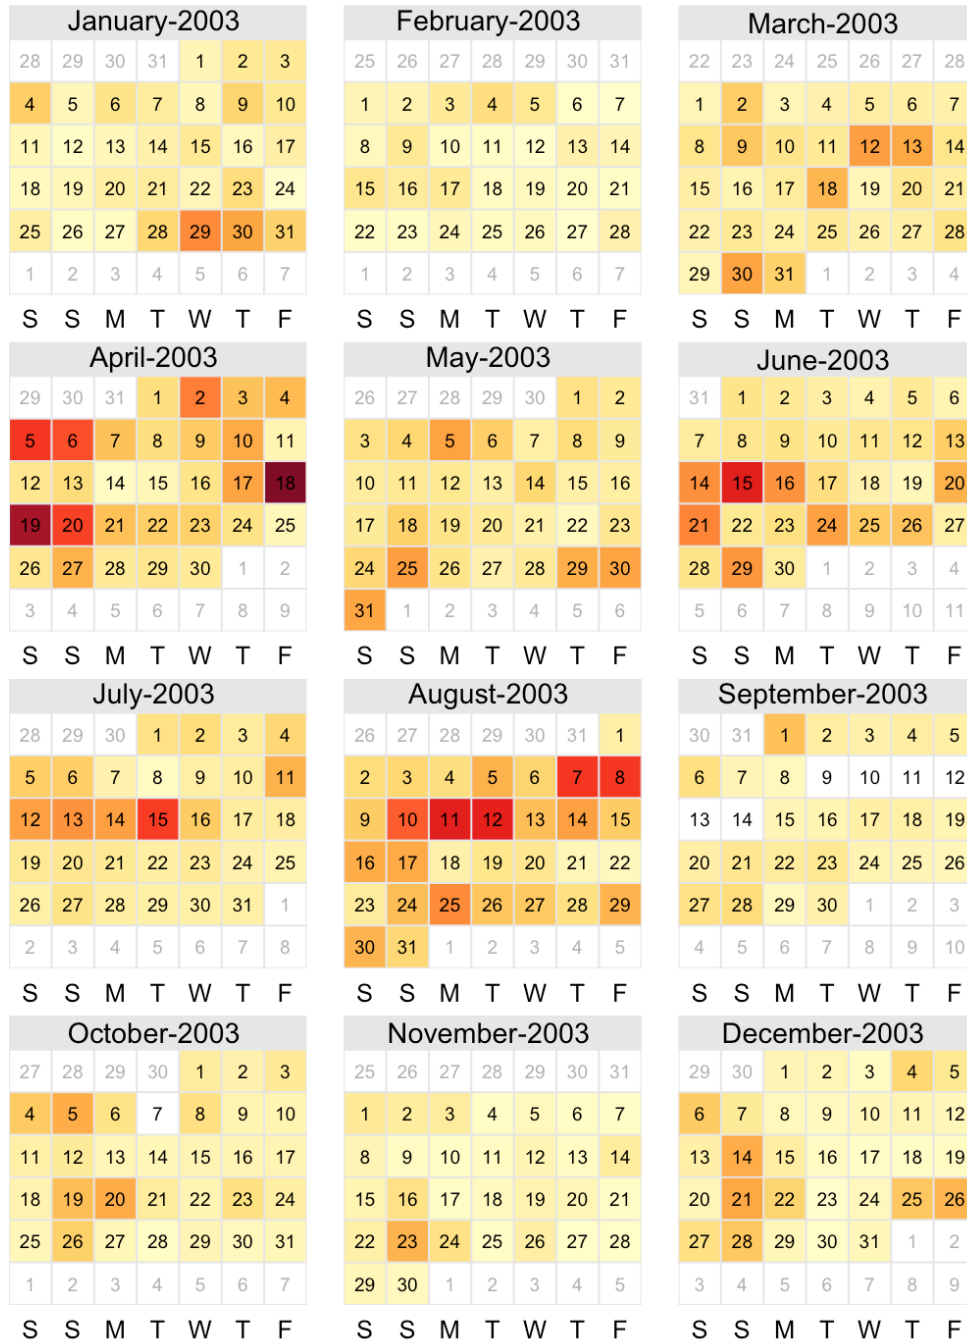 January-2003 February-2003 March-2003
28 29 30 31 1 2 3 25 26 27 28 29 30 31 22 23 24 25 26 27 28
4 5 6 7 8 9 10 1 2 3 4 5 6 7 1 2 3 4 5 6 7
11 12 13 14 15 16 17 8 9 10 11 12 13 14 8 9 10 11 12 13 14
18 19 20 21 22 23 24 15 16 17 18 19 20 21 15 16 17 18 19 20 21
25 26 27 28 29 30 31 22 23 24 25 26 27 28 22 23 24 25 26 27 28
1 2 3 4 5 6 7 1 2 3 4 5 6 7 29 30 31 1 2 3 4
S S M T W T F S S M T W T F S S M T W T F
April-2003 May-2003 June-2003
29 30 31 1 2 3 4 26 27 28 29 30 1 2 31 1 2 3 4 5 6
5 6 7 8 9 10 11 3 4 5 6 7 8 9 7 8 9 10 11 12 13
12 13 14 15 16 17 18 10 11 12 13 14 15 16 14 15 16 17 18 19 20
19 20 21 22 23 24 25 17 18 19 20 21 22 23 21 22 23 24 25 26 27
26 27 28 29 30 1 2 24 25 26 27 28 29 30 28 29 30 1 2 3 4
3 4 5 6 7 8 9 31 1 2 3 4 5 6 5 6 7 8 9 10 11
S S M T W T F S S M T W T F S S M T W T F
July-2003 August-2003 September-2003
28 29 30 1 2 3 4 26 27 28 29 30 31 1 30 31 1 2 3 4 5
5 6 7 8 9 10 11 2 3 4 5 6 7 8 6 7 8 9 10 11 12
12 13 14 15 16 17 18 9 10 11 12 13 14 15 13 14 15 16 17 18 19
19 20 21 22 23 24 25 16 17 18 19 20 21 22 20 21 22 23 24 25 26
26 27 28 29 30 31 1 23 24 25 26 27 28 29 27 28 29 30 1 2 3
2 3 4 5 6 7 8 30 31 1 2 3 4 5 4 5 6 7 8 9 10
S S M T W T F S S M T W T F S S M T W T F
October-2003 November-2003 December-2003
27 28 29 30 1 2 3 25 26 27 28 29 30 31 29 30 1 2 3 4 5
4 5 6 7 8 9 10 1 2 3 4 5 6 7 6 7 8 9 10 11 12
11 12 13 14 15 16 17 8 9 10 11 12 13 14 13 14 15 16 17 18 19
18 19 20 21 22 23 24 15 16 17 18 19 20 21 20 21 22 23 24 25 26
25 26 27 28 29 30 31 22 23 24 25 26 27 28 27 28 29 30 31 1 2
1 2 3 4 5 6 7 29 30 1 2 3 4 5 3 4 5 6 7 8 9
S S M T W T F S S M T W T F S S M T W T F